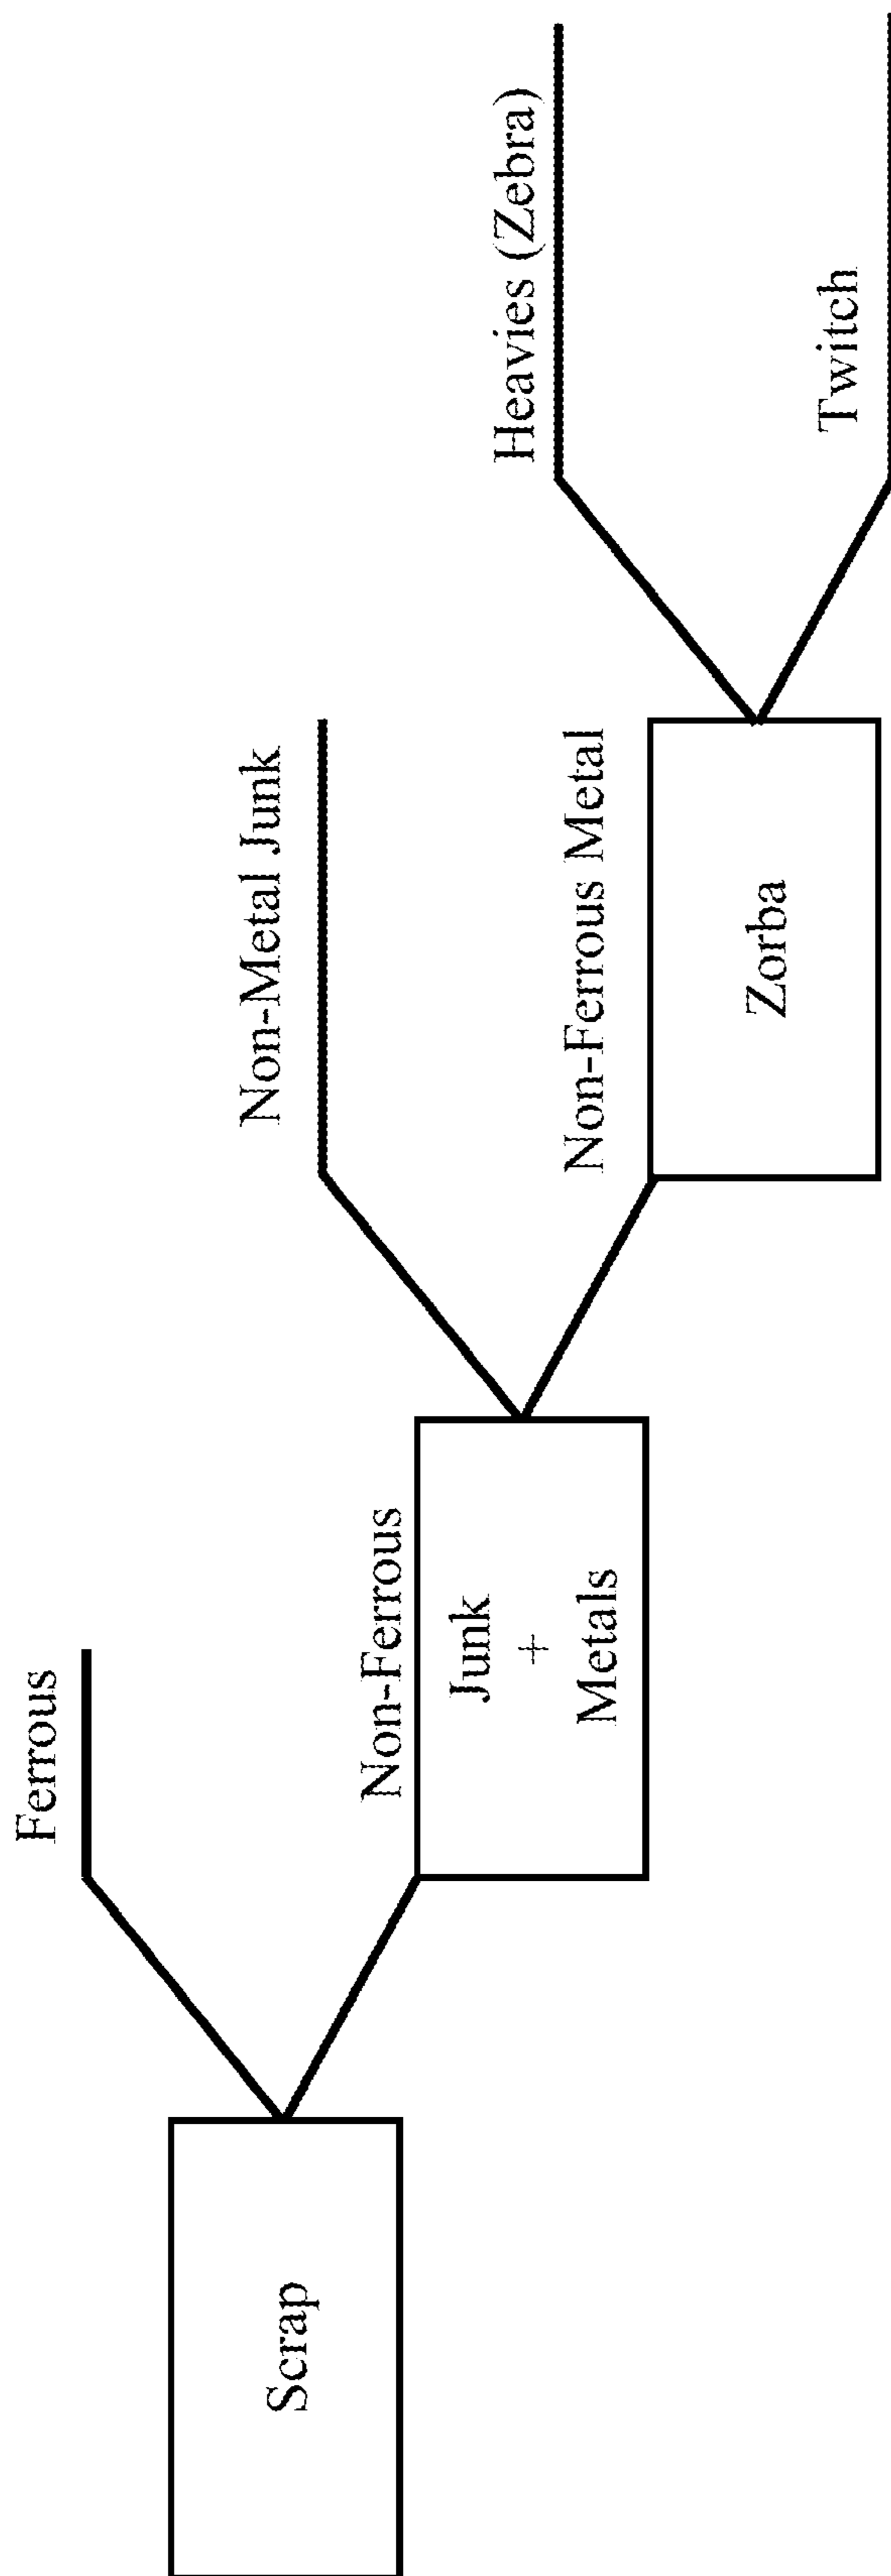 Scrap
Ferrous
Non-Ferrous
Junk
+
Metals
Non-Metal Junk
Non-Ferrous Metal
Zorba
Heavies (Zebra)
Twitch